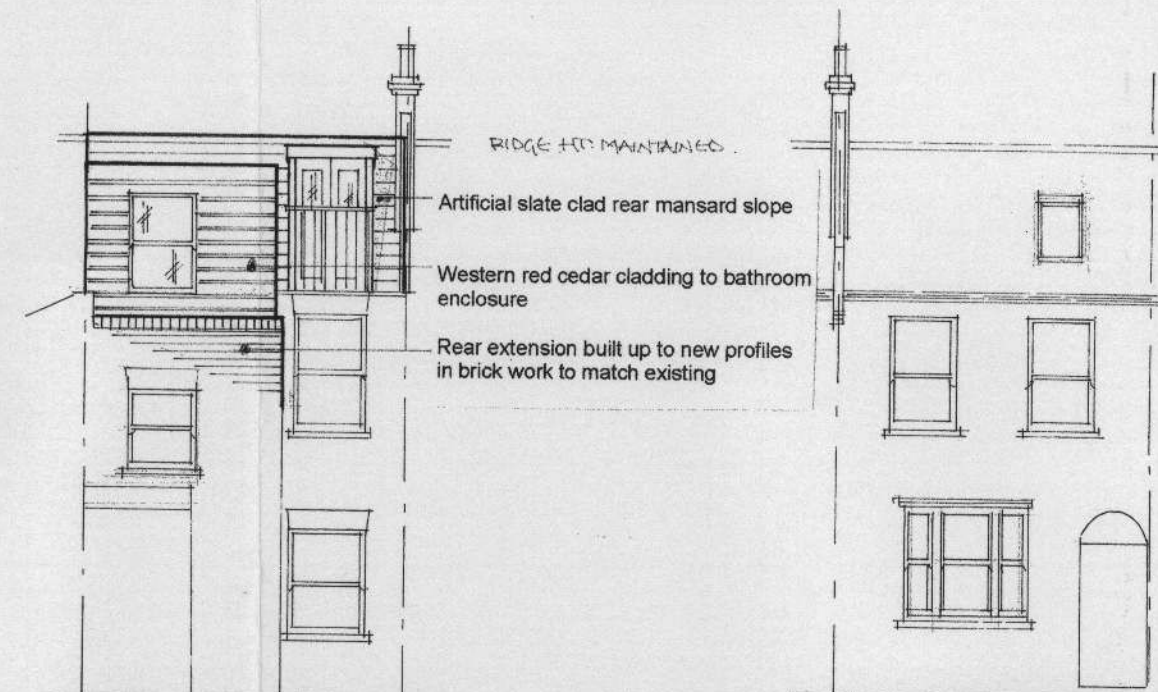 RIDGE HT. MAINTAINED.
Artificial slate clad rear mansard slope
Western red cedar cladding to bathroom
enclosure
Rear extension built up to new profiles
in brick work to match existing